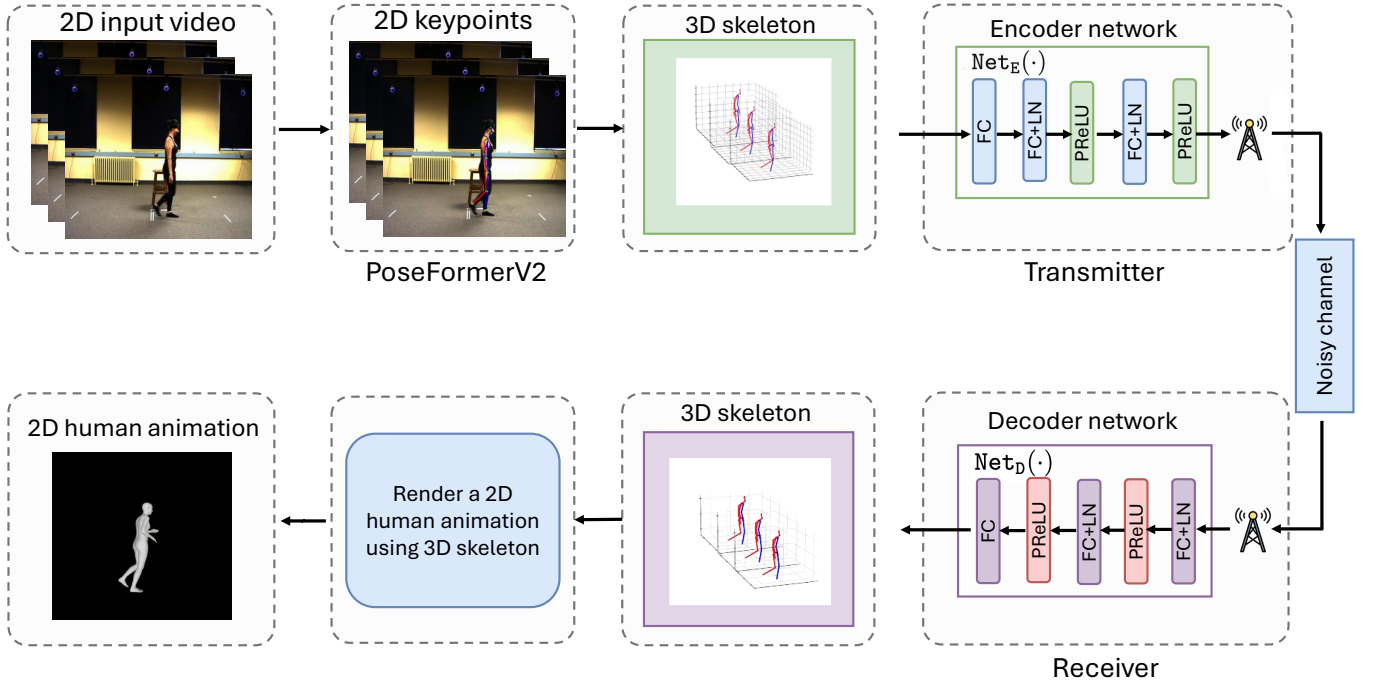 2D input video
2D keypoints
3D skeleton
Encoder network
Net_E(·)
FC
FC+LN
PReLU
FC+LN
PReLU
PoseFormerV2
Transmitter
Noisy channel
2D human animation
Render a 2D
human animation
using 3D skeleton
3D skeleton
Decoder network
Net_D(·)
FC
PReLU
FC+LN
PReLU
FC+LN
Receiver